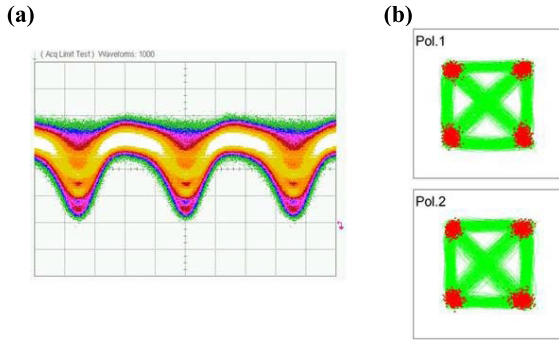 (a)
( Acq Limit Test ) Waveforms: 1000
(b)
Pol.1
Pol.2